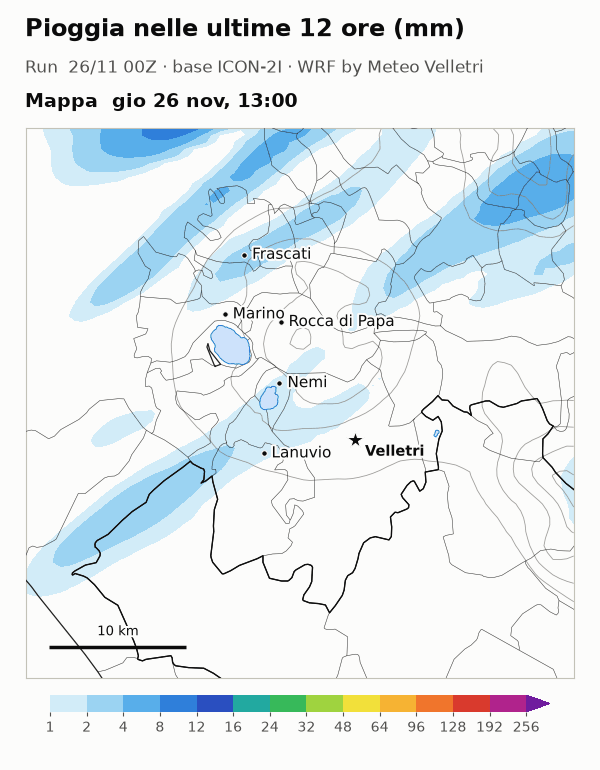 Pioggia nelle ultime 12 ore (mm)
Run 26/11 00Z · base ICON-2I · WRF by Meteo Velletri
Mappa gio 26 nov, 13:00
Frascati
Marino
Rocca di Papa
Nemi
Velletri
Lanuvio
10 km
1 2 4 8 12 16 24 32 48 64 96 128 192 256